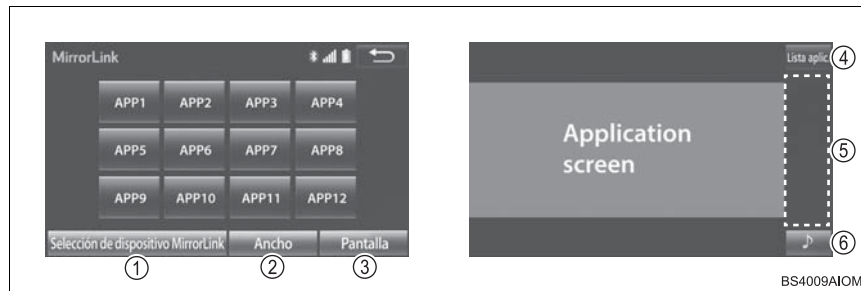 MirrorLink
APP1 APP2 APP3 APP4
APP5 APP6 APP7 APP8
APP9 APP10 APP11 APP12
Selección de dispositivo MirrorLink Ancho Pantalla
① ② ③
Lista aplic. ④
Application
screen
⑤
♪ ⑥
BS4009AIOM